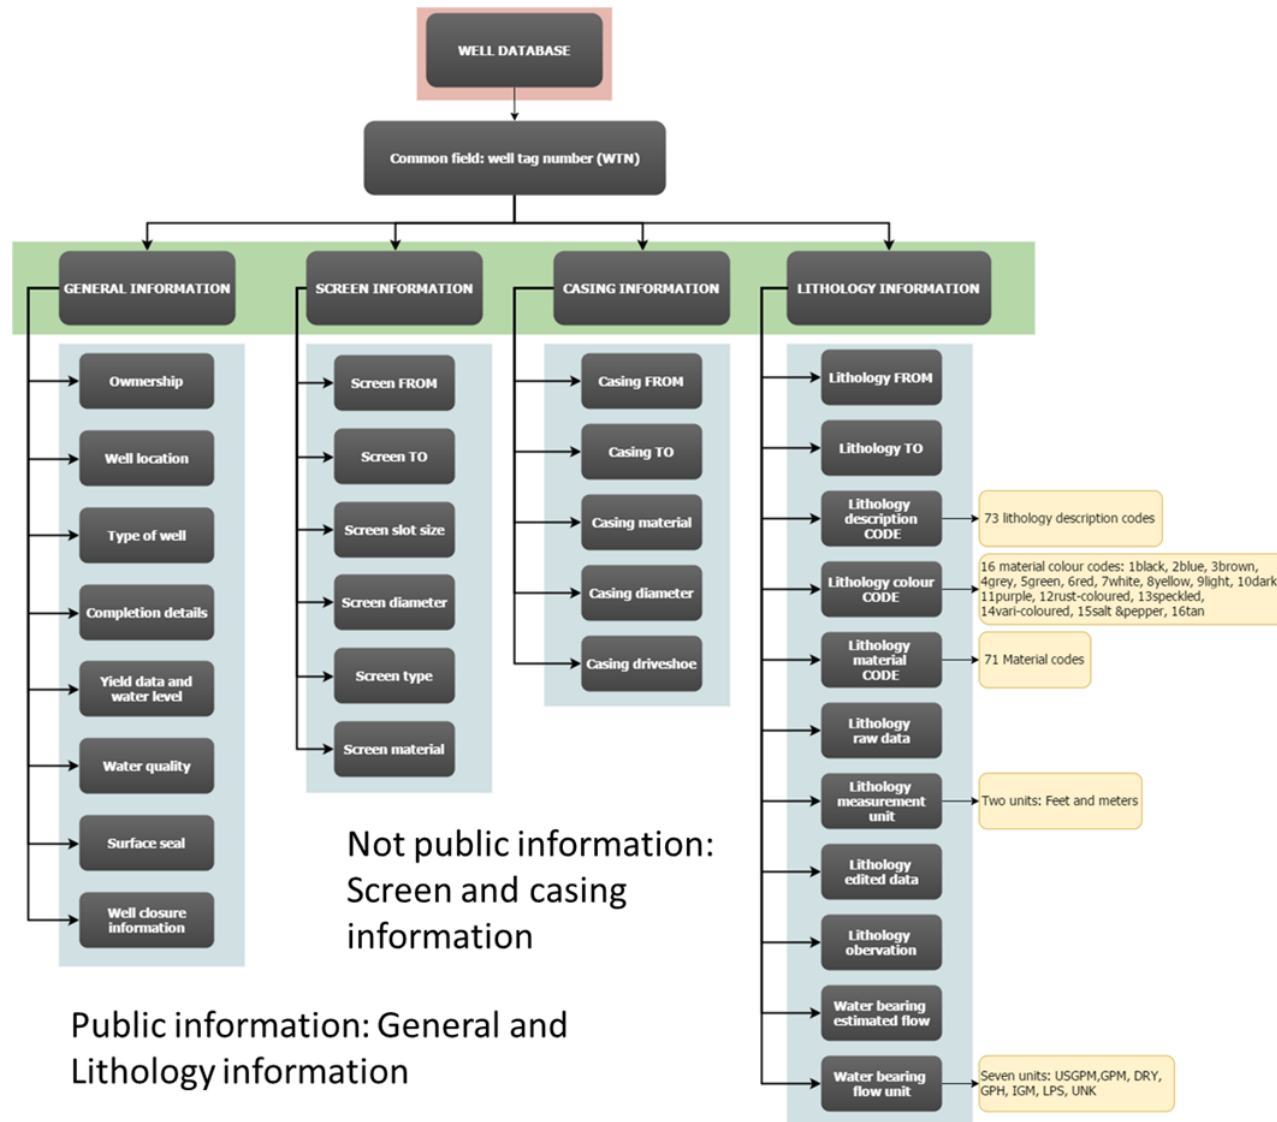 WELL DATABASE
Common field: well tag number (WTN)
GENERAL INFORMATION
SCREEN INFORMATION
CASING INFORMATION
LITHOLOGY INFORMATION
Owmership
Well location
Type of well
Completion details
Yield data and
water level
Water quality
Surface seal
Well closure
information
Screen FROM
Screen TO
Screen slot size
Screen diameter
Screen type
Screen material
Casing FROM
Casing TO
Casing material
Casing diameter
Casing driveshoe
Lithology FROM
Lithology TO
Lithology
description
CODE
73 lithology description codes
Lithology colour
CODE
16 material colour codes: 1black, 2blue, 3brown,
4grey, 5green, 6red, 7white, 8yellow, 9light, 10dark
11purple, 12rust-coloured, 13speckled,
14vari-coloured, 15salt &pepper, 16tan
Lithology
material
CODE
71 Material codes
Lithology
raw data
Lithology
measurement
unit
Two units: Feet and meters
Lithology
edited data
Lithology
obervation
Water bearing
estimated flow
Water bearing
flow unit
Seven units: USGPM,GPM, DRY,
GPH, IGM, LPS, UNK
Not public information:
Screen and casing
information
Public information: General and
Lithology information